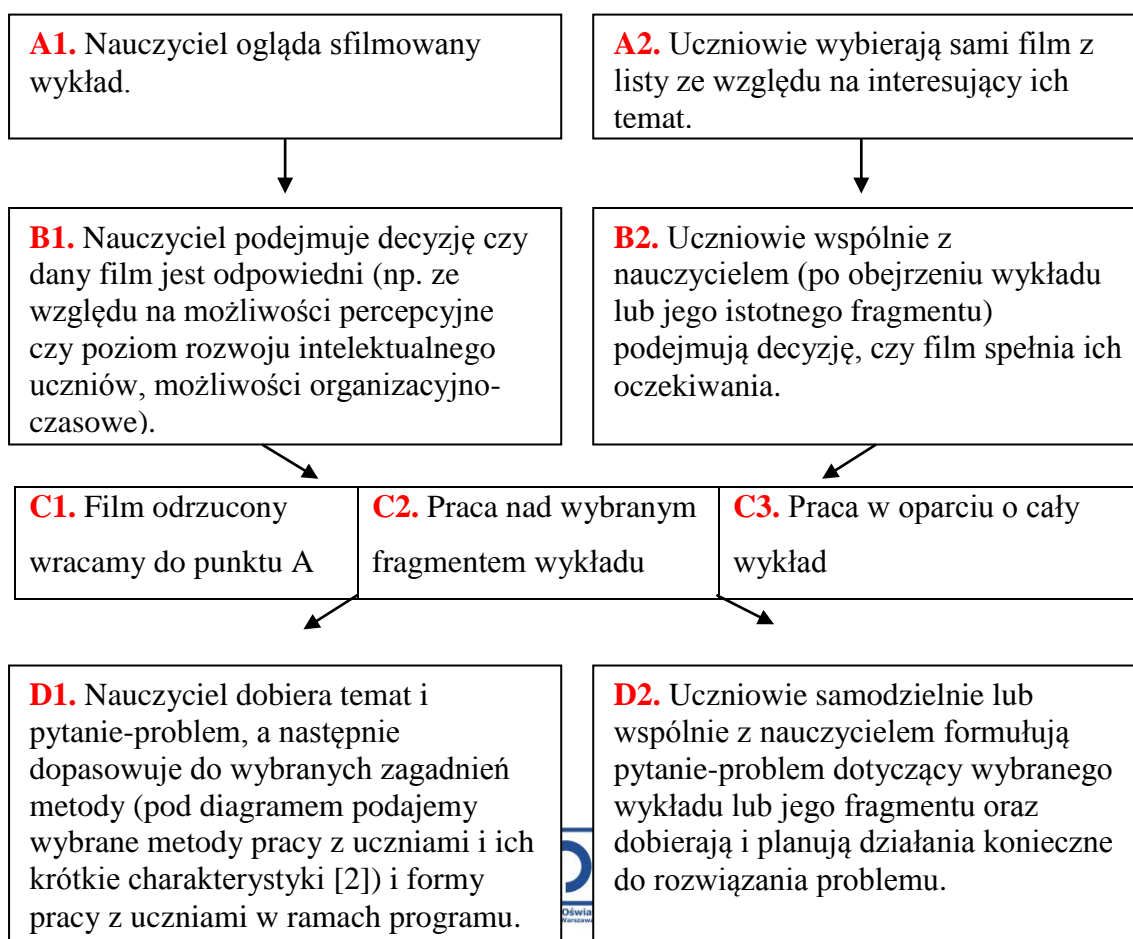 A1. Nauczyciel ogląda sfilmowany
wykład.
A2. Uczniowie wybierają sami film z
listy ze względu na interesujący ich
temat.
B1. Nauczyciel podejmuje decyzję czy
dany film jest odpowiedni (np. ze
względu na możliwości percepcyjne
czy poziom rozwoju intelektualnego
uczniów, możliwości organizacyjno-
czasowe).
B2. Uczniowie wspólnie z
nauczycielem (po obejrzeniu wykładu
lub jego istotnego fragmentu)
podejmują decyzję, czy film spełnia ich
oczekiwania.
C1. Film odrzucony
wracamy do punktu A
C2. Praca nad wybranym
fragmentem wykładu
C3. Praca w oparciu o cały
wykład
D1. Nauczyciel dobiera temat i
pytanie-problem, a następnie
dopasowuje do wybranych zagadnień
metody (pod diagramem podajemy
wybrane metody pracy z uczniami i ich
krótkie charakterystyki [2]) i formy
pracy z uczniami w ramach programu.
D2. Uczniowie samodzielnie lub
wspólnie z nauczycielem formułują
pytanie-problem dotyczący wybranego
wykładu lub jego fragmentu oraz
dobierają i planują działania konieczne
do rozwiązania problemu.